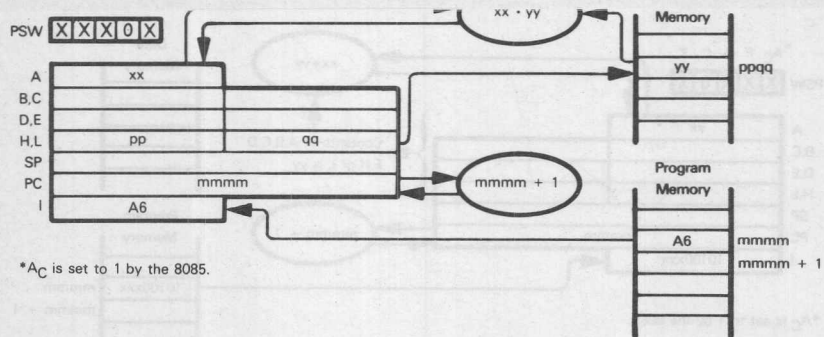 xx · yy
Memory
PSW X X X 0 X
yy ppqq
A xx
B,C
D,E
H,L pp qq
SP
PC mmmm mmmm + 1
I A6
Program
Memory
A6 mmmm
mmmm + 1
*AC is set to 1 by the 8085.